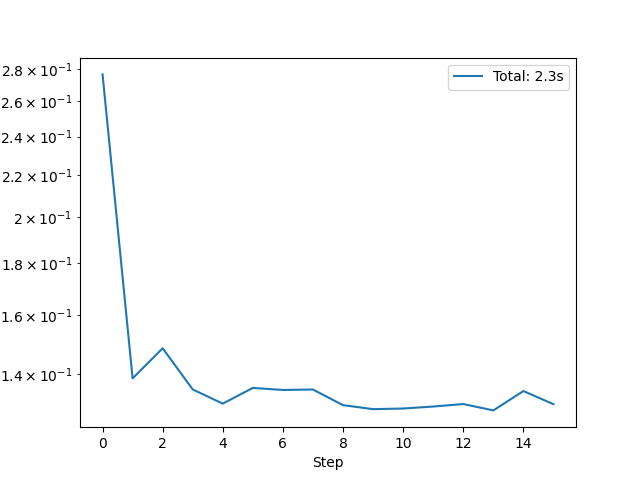 2.8 × 10⁻¹
2.6 × 10⁻¹
2.4 × 10⁻¹
2.2 × 10⁻¹
2 × 10⁻¹
1.8 × 10⁻¹
1.6 × 10⁻¹
1.4 × 10⁻¹
Total: 2.3s
0 2 4 6 8 10 12 14
Step